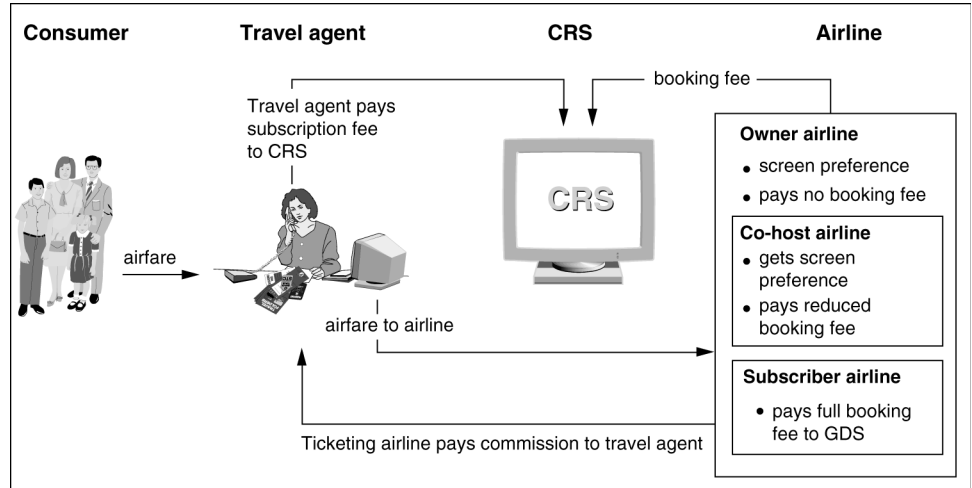 Consumer
Travel agent
CRS
Airline
Travel agent pays
subscription fee
to CRS
booking fee
CRS
airfare
airfare to airline
Ticketing airline pays commission to travel agent
Owner airline
• screen preference
• pays no booking fee
Co-host airline
• gets screen
preference
• pays reduced
booking fee
Subscriber airline
• pays full booking
fee to GDS